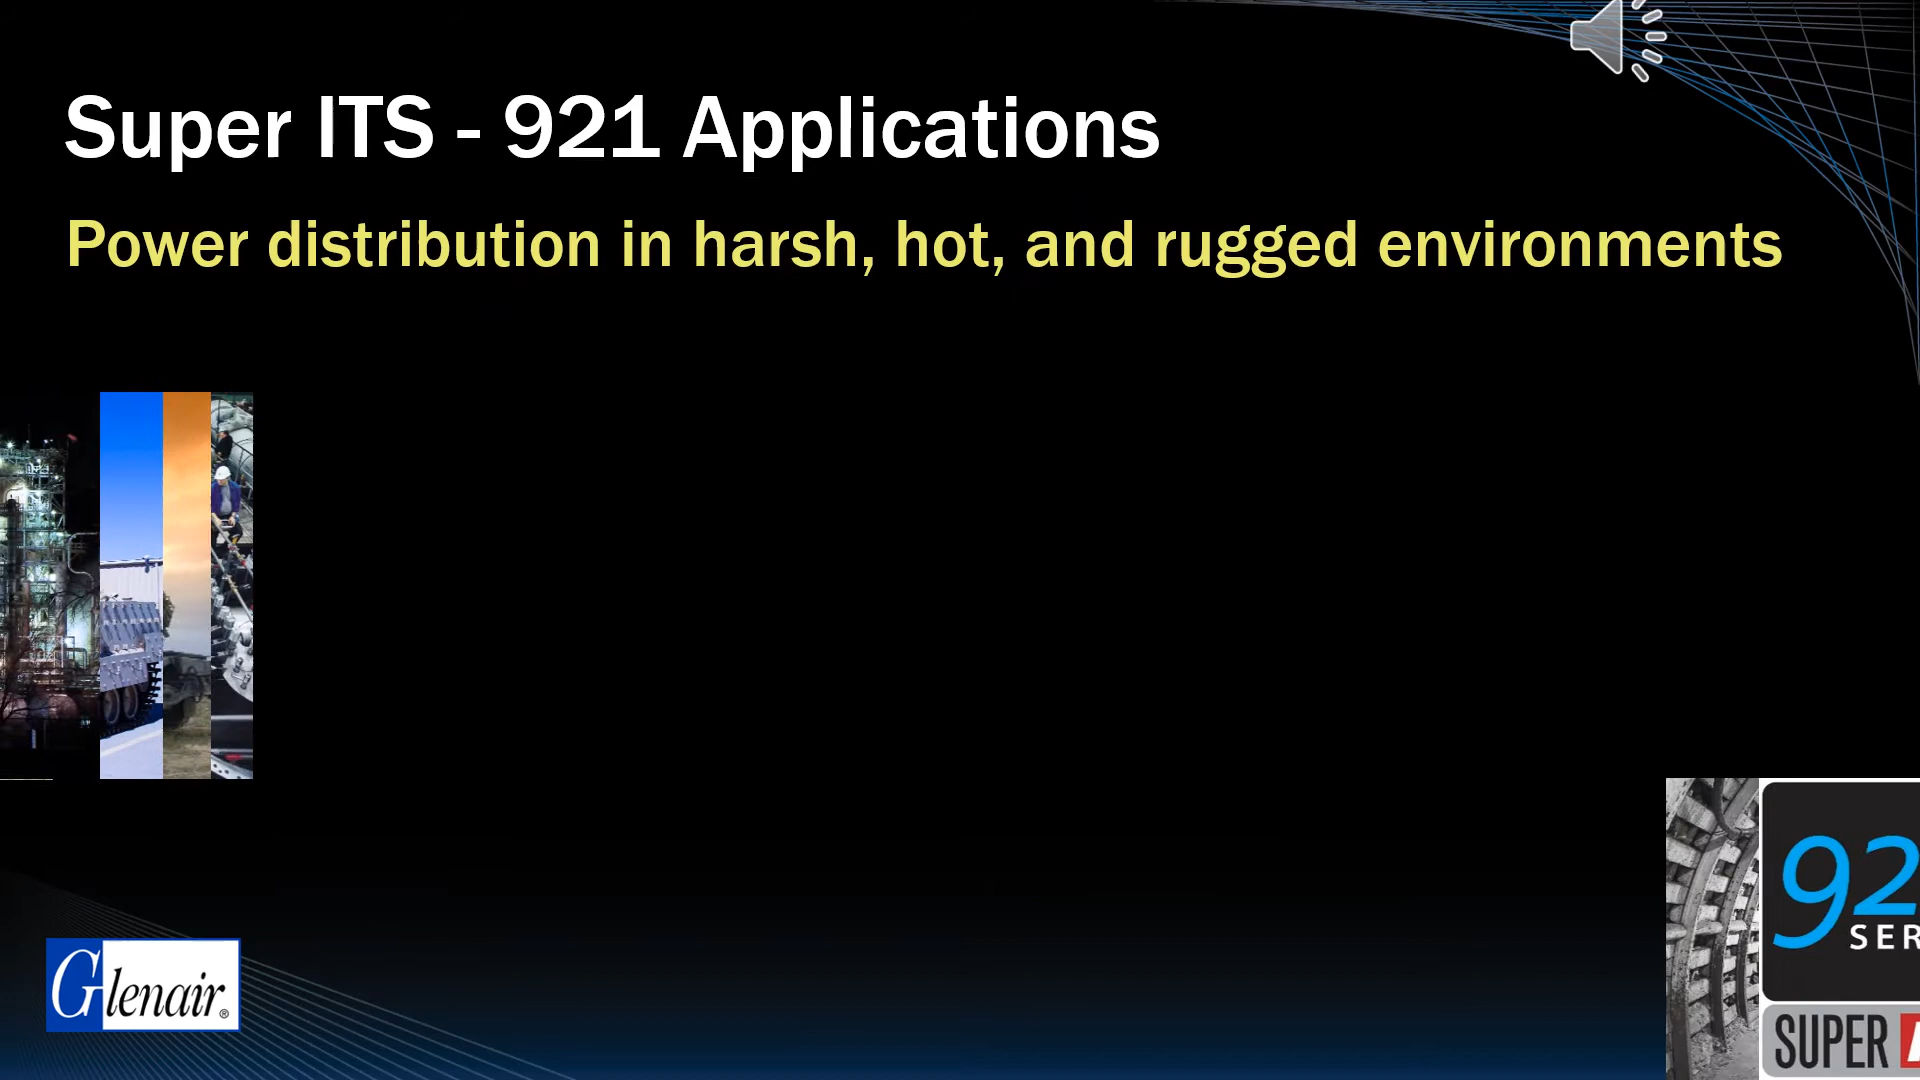 Super ITS - 921 Applications
Power distribution in harsh, hot, and rugged environments
Glenair®
92
SER
SUPER